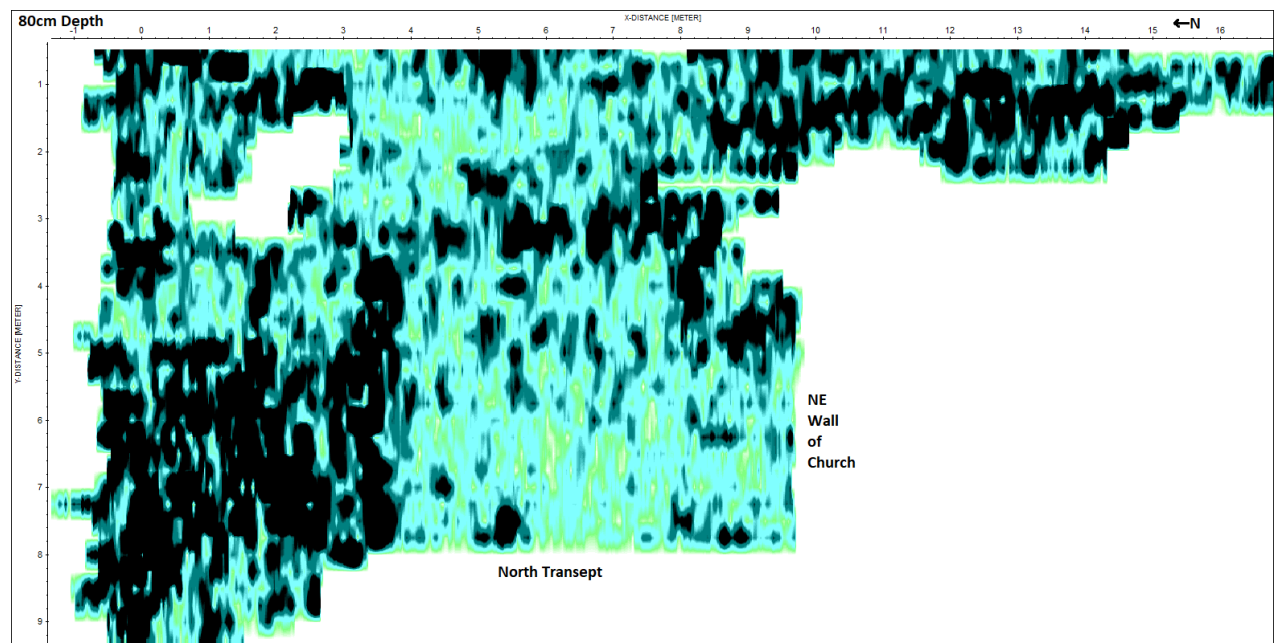 80cm Depth
X-DISTANCE [METER]
←N
-1 0 1 2 3 4 5 6 7 8 9 10 11 12 13 14 15 16
Y-DISTANCE [METER]
1
2
3
4
5
6
7
8
9
NE
Wall
of
Church
North Transept